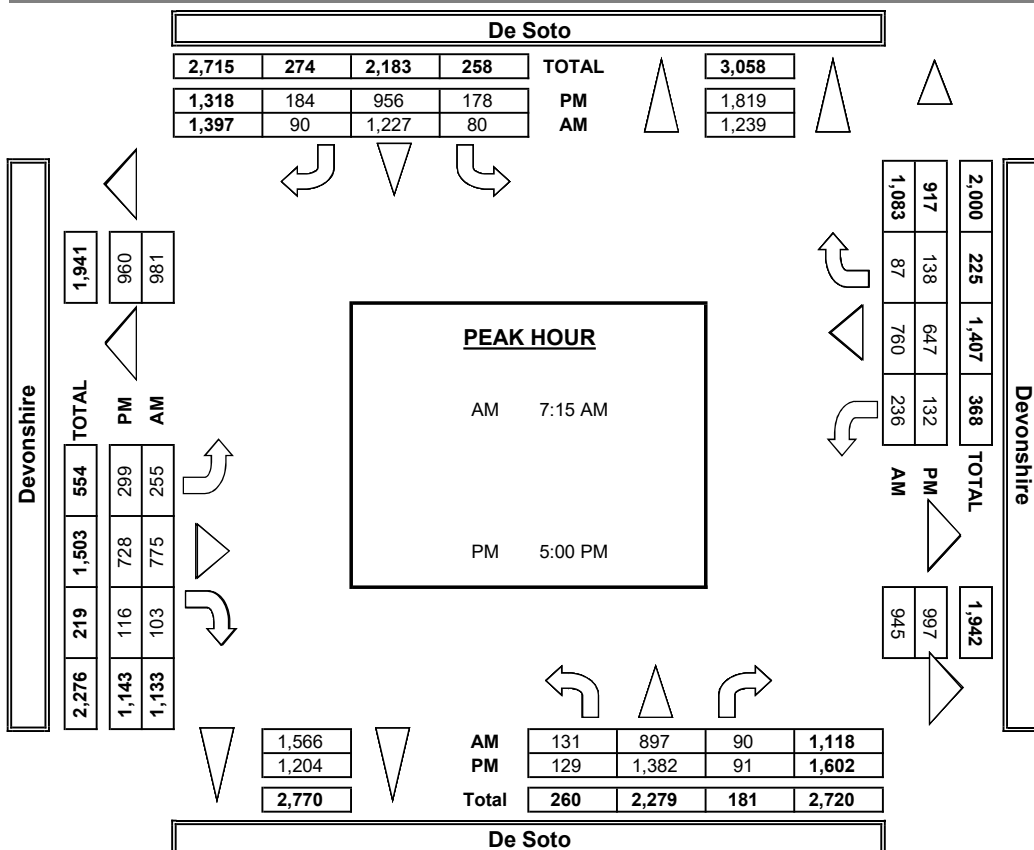 De Soto
2,715 274 2,183 258 TOTAL 3,058
1,318 184 956 178 PM 1,819
1,397 90 1,227 80 AM 1,239
Devonshire
1,941
960
981
TOTAL 554 1,503 219 2,276
PM 299 728 116 1,143
AM 255 775 103 1,133
PEAK HOUR
AM 7:15 AM
PM 5:00 PM
2,000 225 1,407 368 TOTAL
917 138 647 132 PM
1,083 87 760 236 AM
1,942
997
945
Devonshire
1,566 AM 131 897 90 1,118
1,204 PM 129 1,382 91 1,602
2,770 Total 260 2,279 181 2,720
De Soto